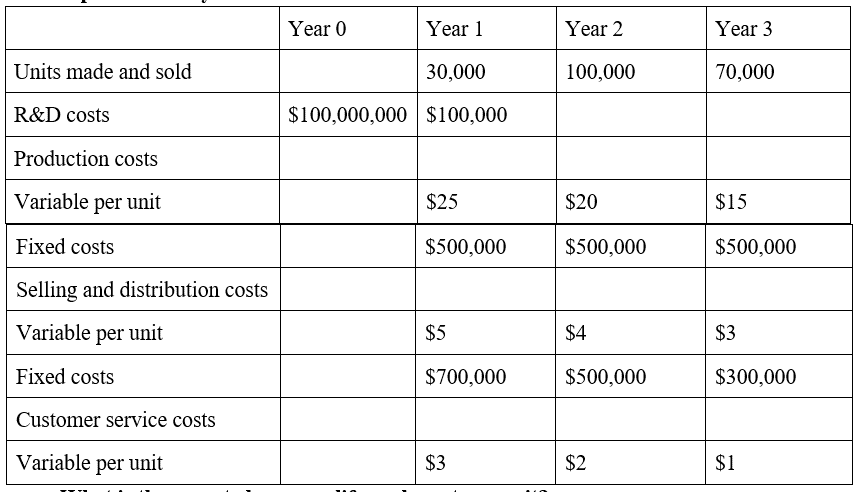 Year 0 Year 1 Year 2 Year 3
Units made and sold 30,000 100,000 70,000
R&D costs $100,000,000 $100,000
Production costs
Variable per unit $25 $20 $15
Fixed costs $500,000 $500,000 $500,000
Selling and distribution costs
Variable per unit $5 $4 $3
Fixed costs $700,000 $500,000 $300,000
Customer service costs
Variable per unit $3 $2 $1